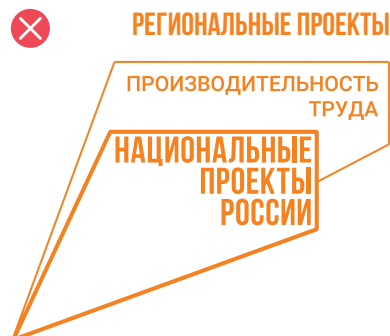 РЕГИОНАЛЬНЫЕ ПРОЕКТЫ
ПРОИЗВОДИТЕЛЬНОСТЬ
ТРУДА
НАЦИОНАЛЬНЫЕ
ПРОЕКТЫ
РОССИИ